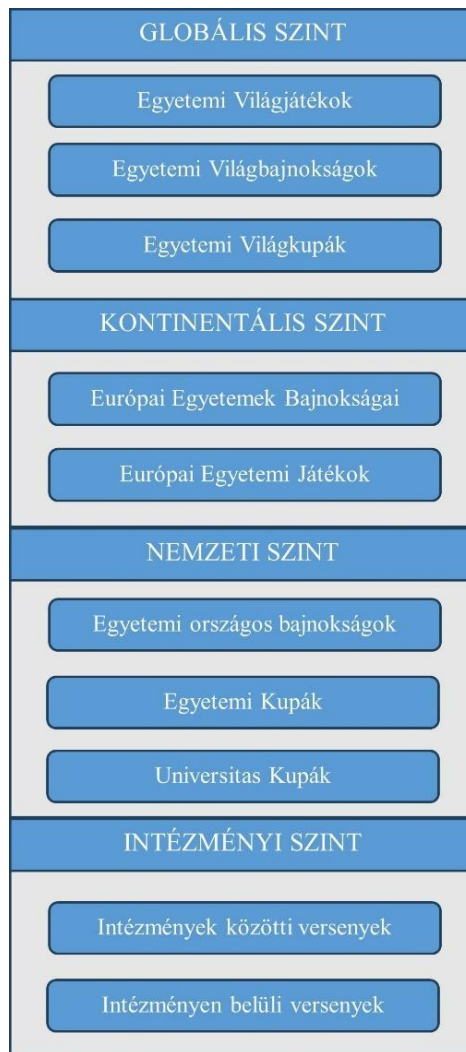 GLOBÁLIS SZINT
Egyetemi Világjátékok
Egyetemi Világbajnokságok
Egyetemi Világkupák
KONTINENTÁLIS SZINT
Európai Egyetemek Bajnokságai
Európai Egyetemi Játékok
NEMZETI SZINT
Egyetemi országos bajnokságok
Egyetemi Kupák
Universitas Kupák
INTÉZMÉNYI SZINT
Intézmények közötti versenyek
Intézményen belüli versenyek